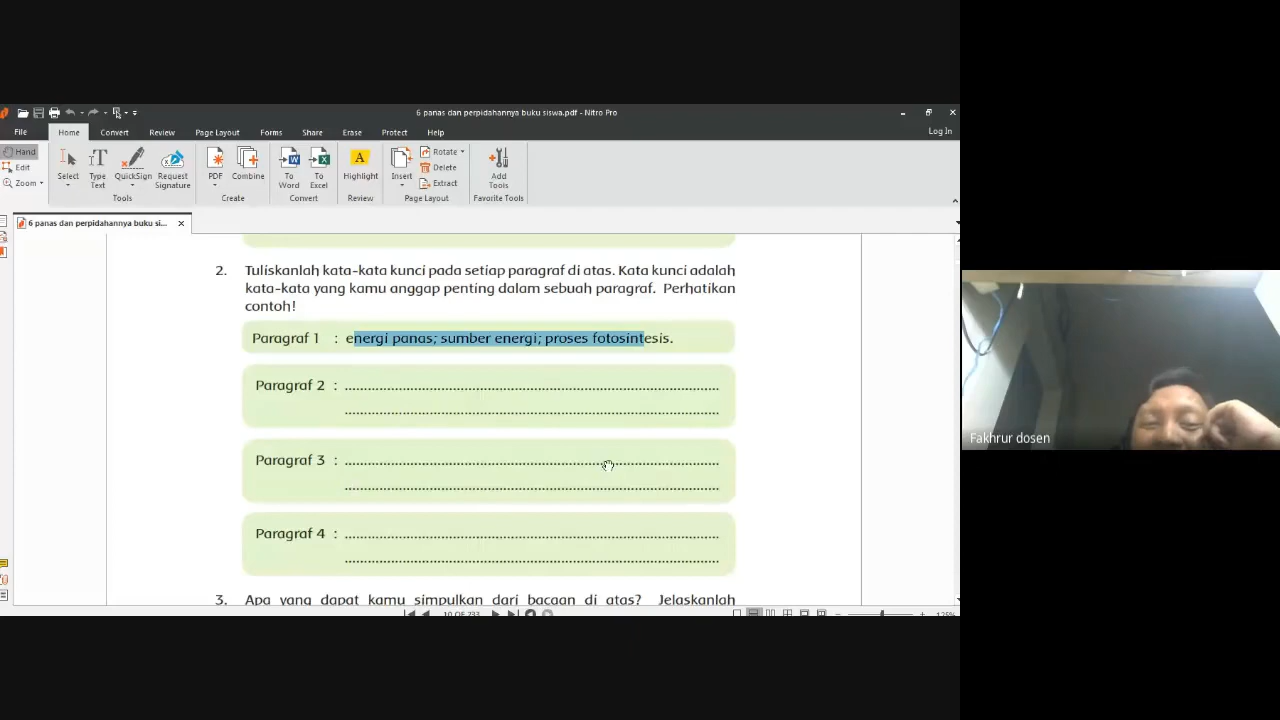 6 panas dan perpidahannya buku siswa.pdf - Nitro Pro
File Home Convert Review Page Layout Forms Share Erase Protect Help Log In
Hand
Edit
Zoom
Select Type Text QuickSign Request Signature PDF Combine To Word To Excel Highlight Insert Rotate Delete Extract Add Tools
Tools Create Convert Review Page Layout Favorite Tools
6 panas dan perpidahannya buku si...
2. Tuliskanlah kata-kata kunci pada setiap paragraf di atas. Kata kunci adalah
kata-kata yang kamu anggap penting dalam sebuah paragraf. Perhatikan
contoh!
Paragraf 1 : energi panas; sumber energi; proses fotosintesis.
Paragraf 2 : ................................................................................
................................................................................
Paragraf 3 : ................................................................................
................................................................................
Paragraf 4 : ................................................................................
................................................................................
3. Apa yang dapat kamu simpulkan dari bacaan di atas? Jelaskanlah
10 OF 233
125%
Fakhrur dosen